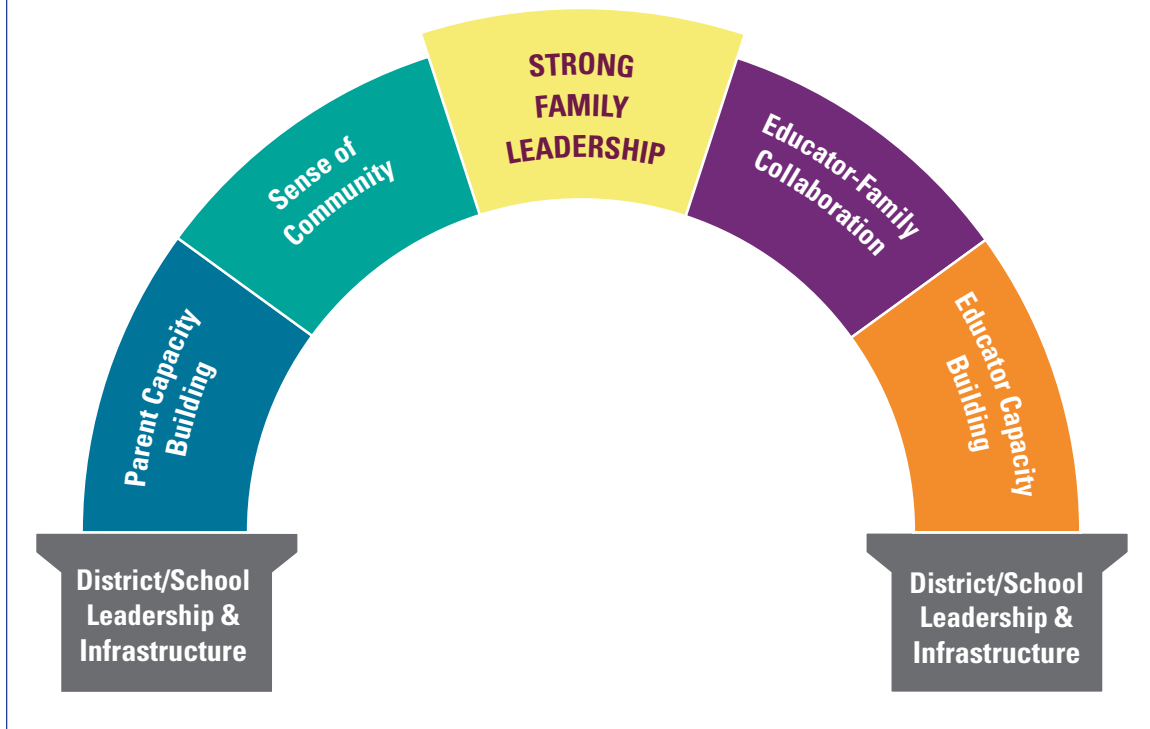 STRONG
FAMILY
LEADERSHIP
Sense of
Community
Educator-Family
Collaboration
Parent Capacity
Building
Educator Capacity
Building
District/School
Leadership &
Infrastructure
District/School
Leadership &
Infrastructure